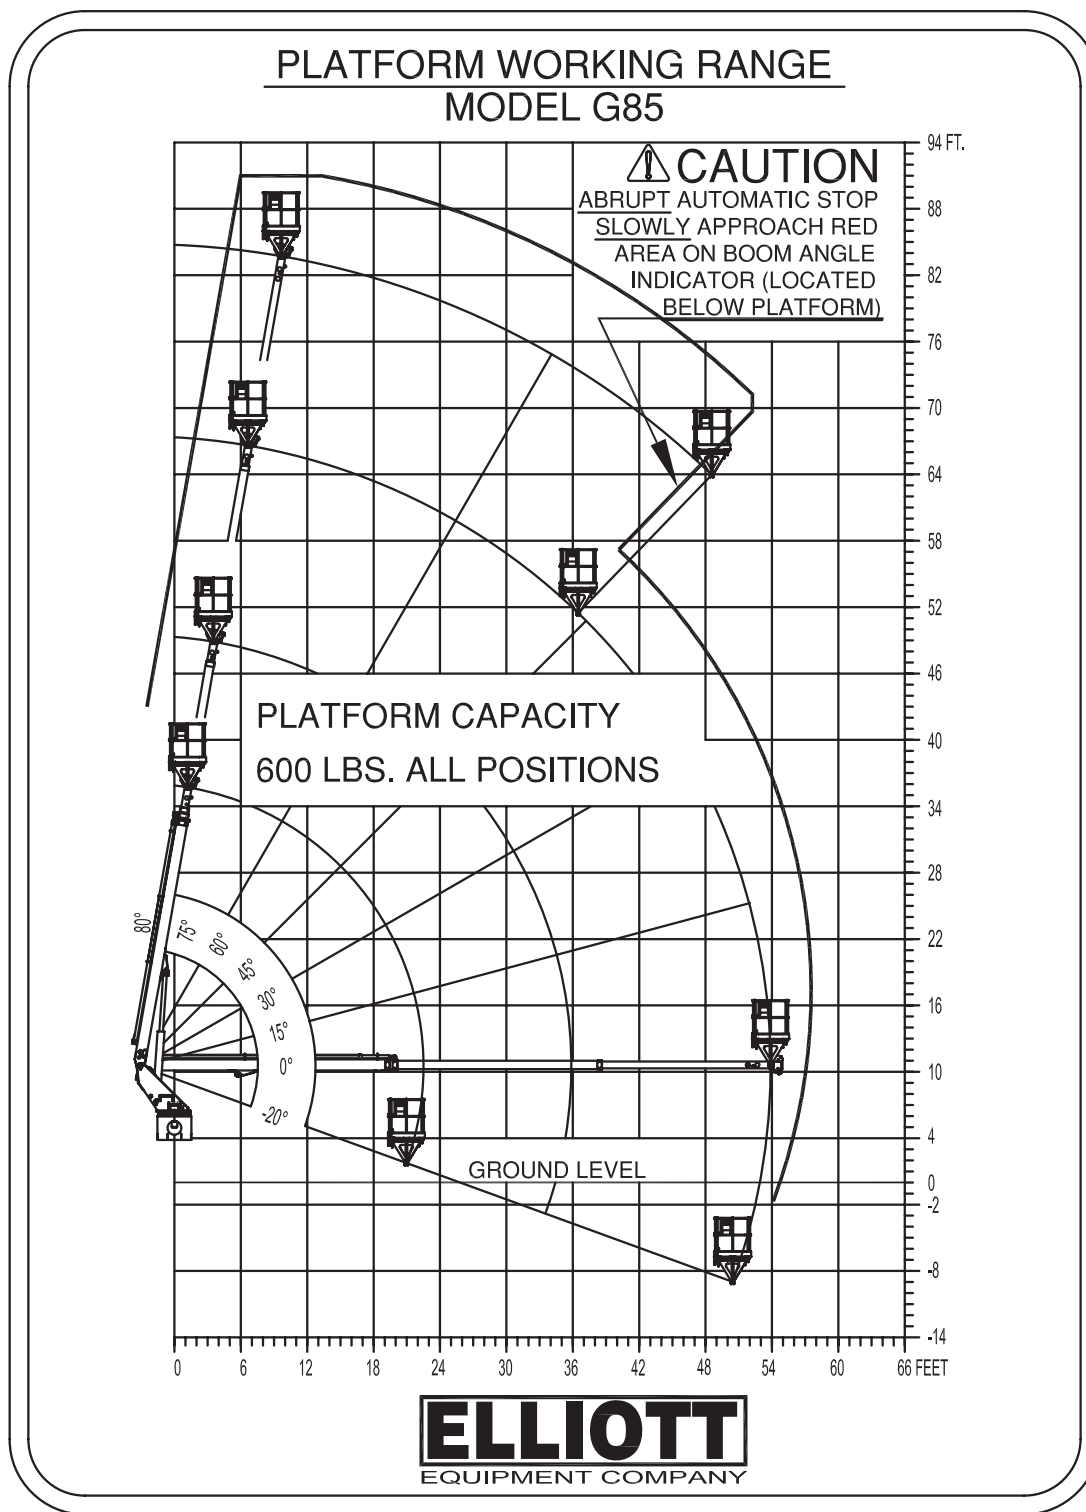 PLATFORM WORKING RANGE
MODEL G85
94 FT.
CAUTION
ABRUPT AUTOMATIC STOP
SLOWLY APPROACH RED
AREA ON BOOM ANGLE
INDICATOR (LOCATED
BELOW PLATFORM)
88
82
76
70
64
58
52
46
PLATFORM CAPACITY
600 LBS. ALL POSITIONS
40
34
28
22
16
10
4
0
-2
-8
-14
80°
75°
60°
45°
30°
15°
0°
-20°
GROUND LEVEL
0 6 12 18 24 30 36 42 48 54 60 66 FEET
ELLIOTT
EQUIPMENT COMPANY